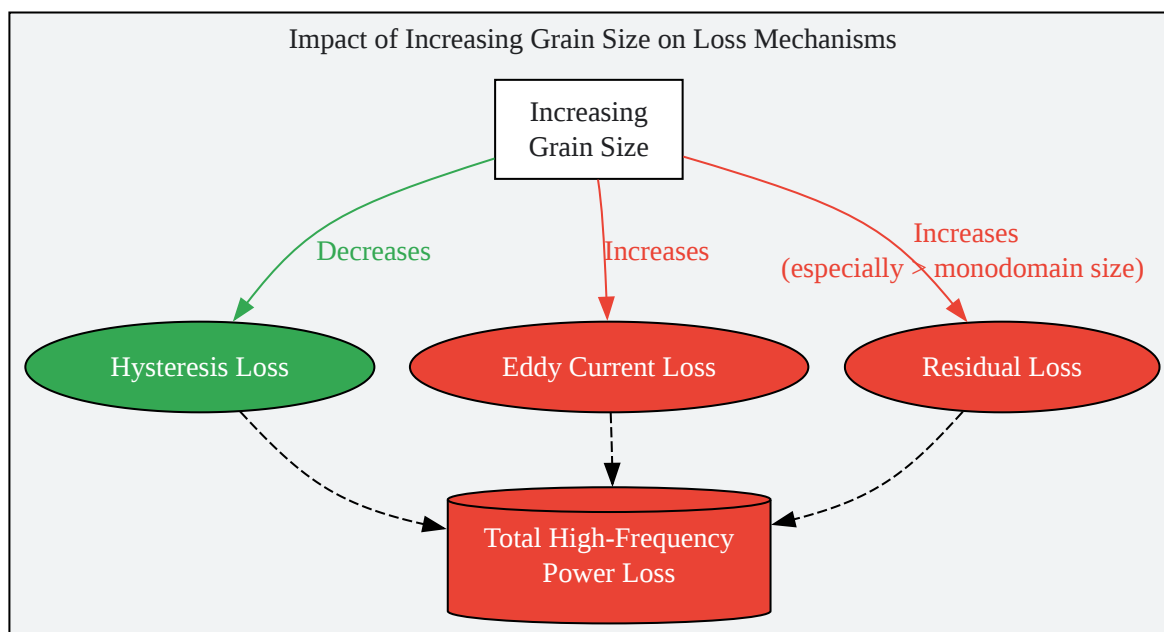 Impact of Increasing Grain Size on Loss Mechanisms
Increasing
Grain Size
Decreases
Increases
Increases
(especially > monodomain size)
Hysteresis Loss
Eddy Current Loss
Residual Loss
Total High-Frequency
Power Loss